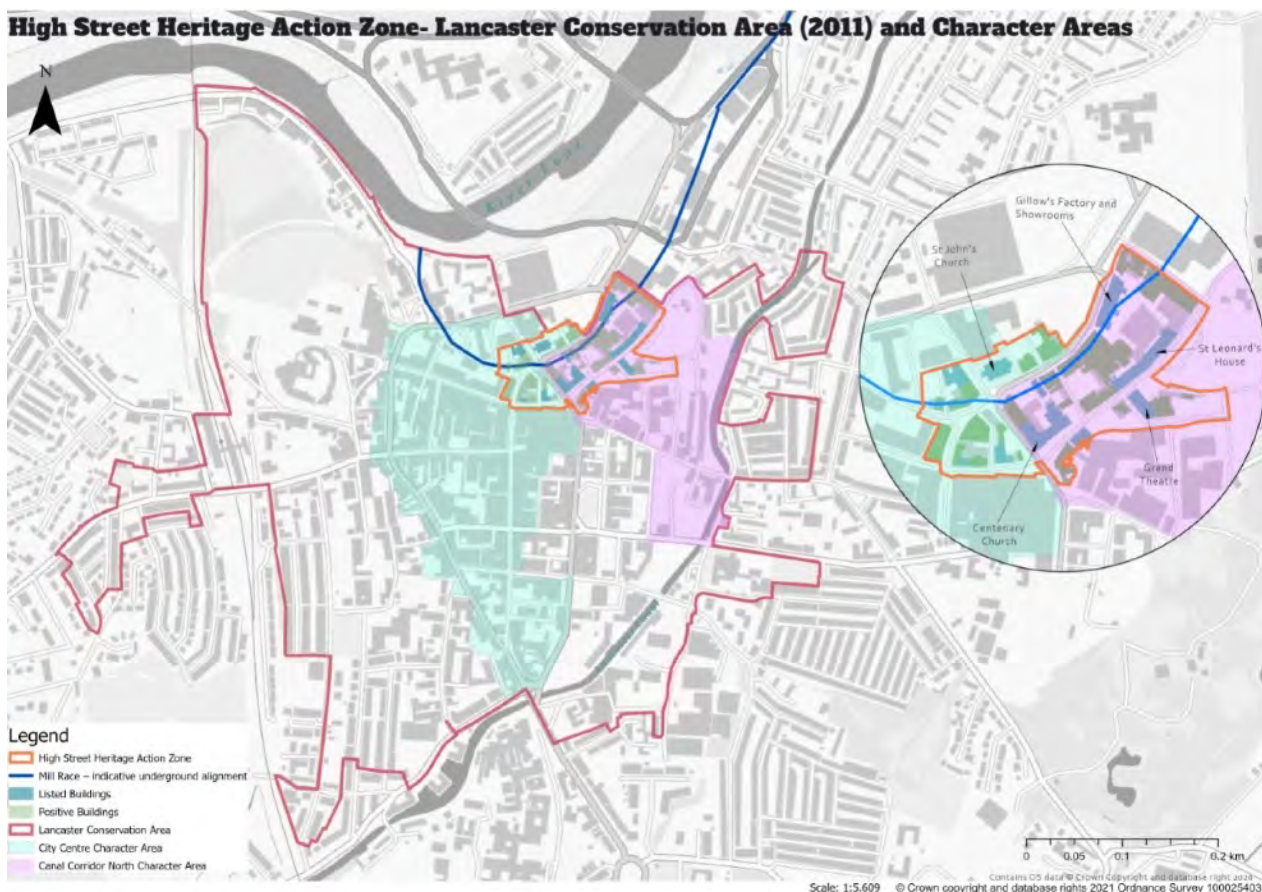 High Street Heritage Action Zone- Lancaster Conservation Area (2011) and Character Areas
N
River Lune
Gillow's Factory and
Showrooms
St John's
Church
St Leonard's
House
Grand
Theatre
Centenary
Church
Legend
High Street Heritage Action Zone
Mill Race – indicative underground alignment
Listed Buildings
Positive Buildings
Lancaster Conservation Area
City Centre Character Area
Canal Corridor North Character Area
0 0.05 0.1 0.2 km
Contains OS data © Crown Copyright and database right 2020
Scale: 1:5.609 © Crown copyright and database rights 2021 Ordnance Survey 100025403